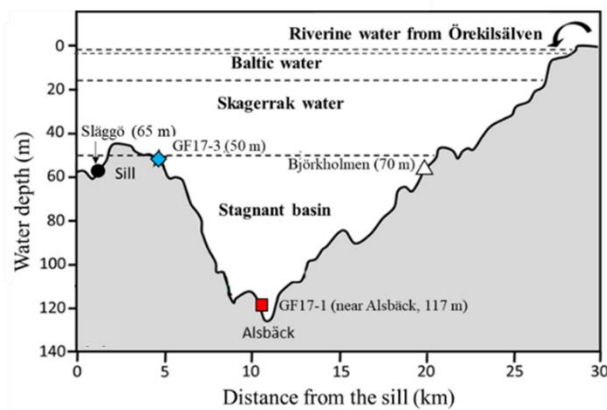 Riverine water from Örekilsälven
Baltic water
Skagerrak water
Släggö (65 m)
GF17-3 (50 m)
Björkholmen (70 m)
Sill
Stagnant basin
GF17-1 (near Alsbäck, 117 m)
Alsbäck
Water depth (m)
0
20
40
60
80
100
120
140
0 5 10 15 20 25 30
Distance from the sill (km)